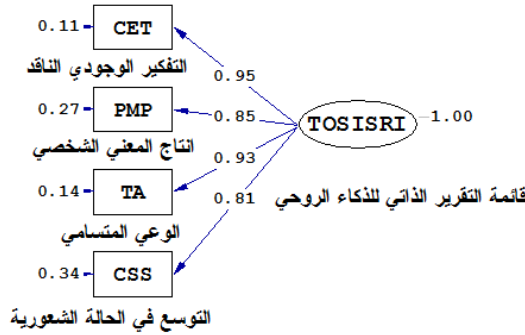 0.11 CET
التفكير الوجودي الناقد
0.95
0.27 PMP
0.85
TOSISRI 1.00
انتاج المعني الشخصي
0.93
0.14 TA
0.81
قائمة التقرير الذاتي للذكاء الروحي
الوعي المتسامي
0.34 CSS
التوسع في الحالة الشعورية